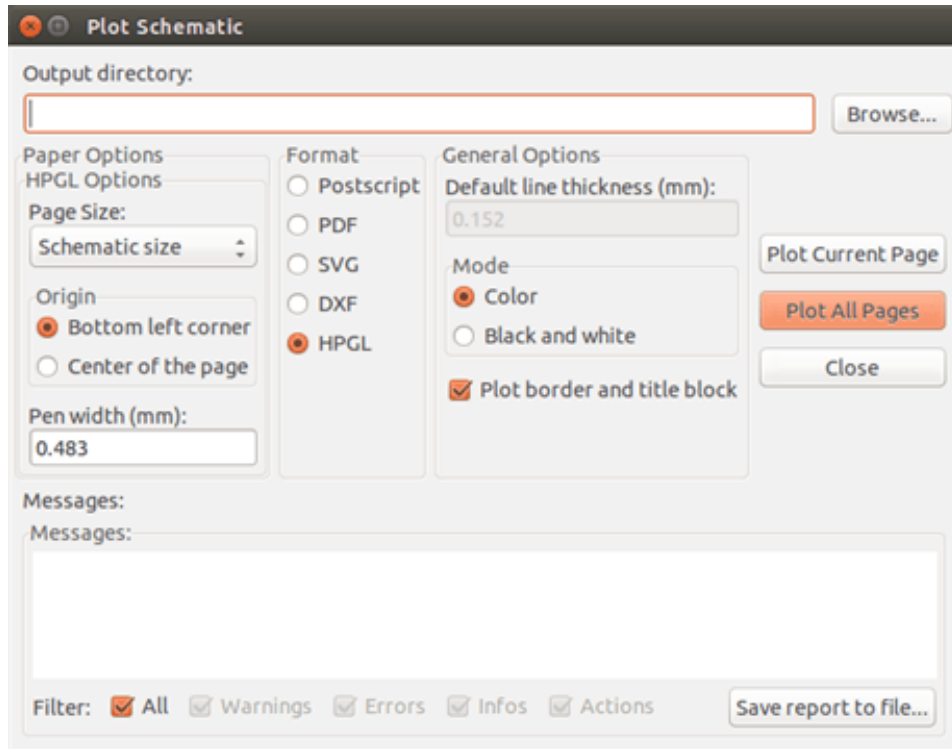 Plot Schematic
Output directory:
Browse...
Paper Options
HPGL Options
Page Size:
Schematic size
Origin
Bottom left corner
Center of the page
Pen width (mm):
0.483
Format
Postscript
PDF
SVG
DXF
HPGL
General Options
Default line thickness (mm):
0.152
Mode
Color
Black and white
Plot border and title block
Plot Current Page
Plot All Pages
Close
Messages:
Messages:
Filter: All Warnings Errors Infos Actions Save report to file...